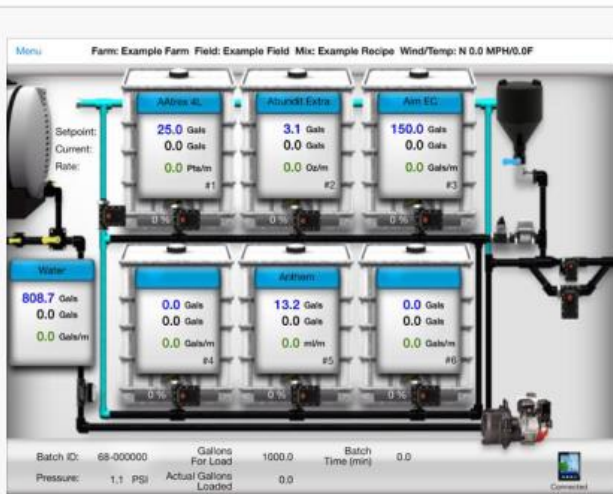 Menu Farm: Example Farm Field: Example Field Mix: Example Recipe Wind/Temp: N 0.0 MPH/0.0F
AAtrex 4L Abundit Extra Aim EC
Setpoint: 25.0 Gals 3.1 Gals 150.0 Gals
Current: 0.0 Gals 0.0 Gals 0.0 Gals
Rate: 0.0 Pts/m 0.0 Oz/m 0.0 Gals/m
#1 #2 #3
0 % 0 % 0 %
Water Anthem
808.7 Gals 0.0 Gals 13.2 Gals 0.0 Gals
0.0 Gals 0.0 Gals 0.0 Gals 0.0 Gals
0.0 Gals/m 0.0 Gals/m 0.0 ml/m 0.0 Gals/m
#4 #5 #6
0 % 0 % 0 %
Batch ID: 68-000000 Gallons For Load 1000.0 Batch Time (min) 0.0
Pressure: 1.1 PSI Actual Gallons Loaded 0.0
Connected